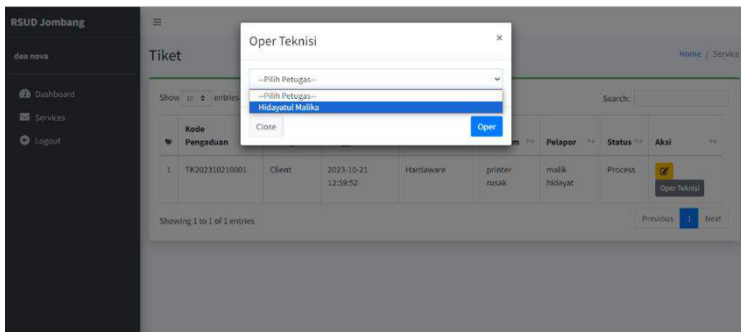 RSUD Jombang
dea nova
Dashboard
Services
Logout
Tiket
Home / Service
Oper Teknisi
×
--Pilih Petugas--
--Pilih Petugas--
Hidayatul Malika
Close
Oper
Show 10 entries
Search:
Kode Pengaduan
m
Pelapor
Status
Aksi
1
TK202310210001
Client
2023-10-21
12:59:52
Hardaware
printer
rusak
malik
hidayat
Process
Oper Teknisi
Showing 1 to 1 of 1 entries
Previous
1
Next